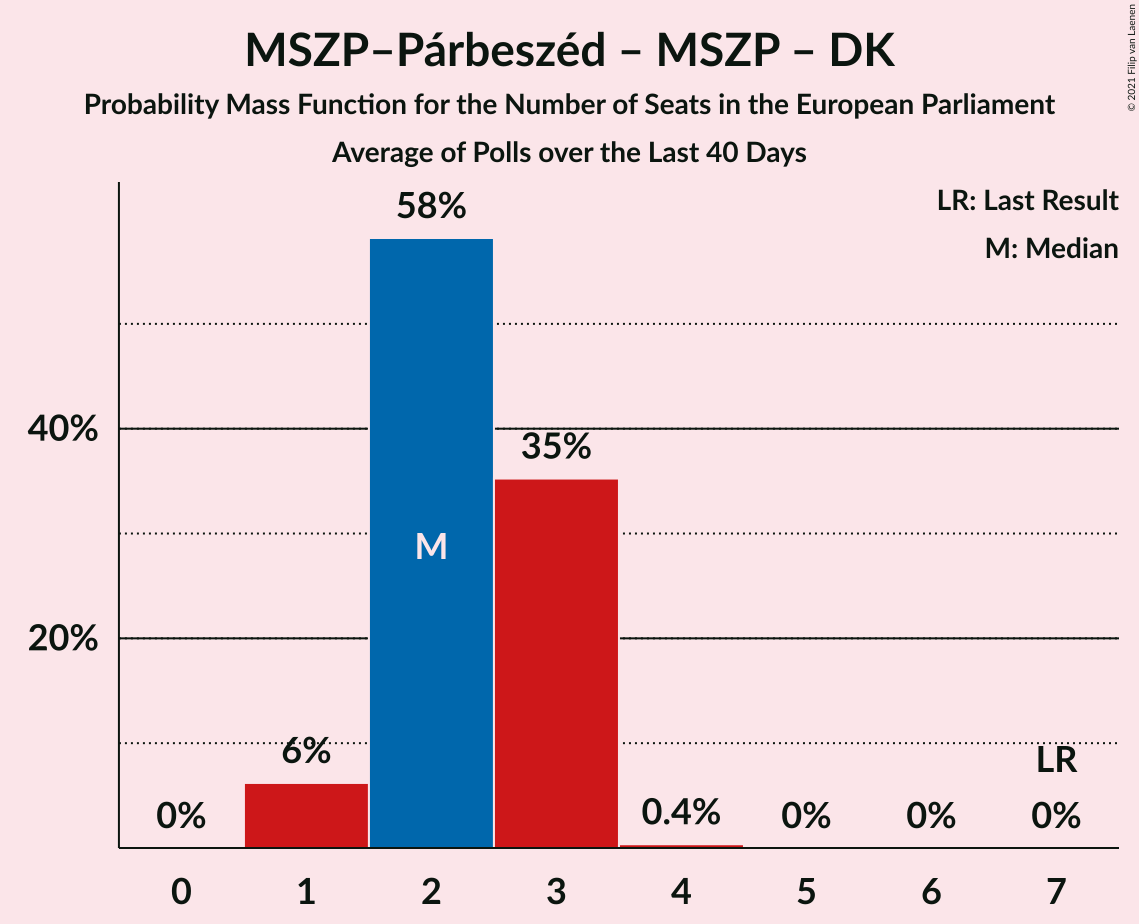 MSZP–Párbeszéd – MSZP – DK
Probability Mass Function for the Number of Seats in the European Parliament
Average of Polls over the Last 40 Days
© 2021 Filip van Laenen
LR: Last Result
M: Median
58%
40%
35%
M
20%
6%
LR
0%
0.4%
0%
0%
0%
0 1 2 3 4 5 6 7